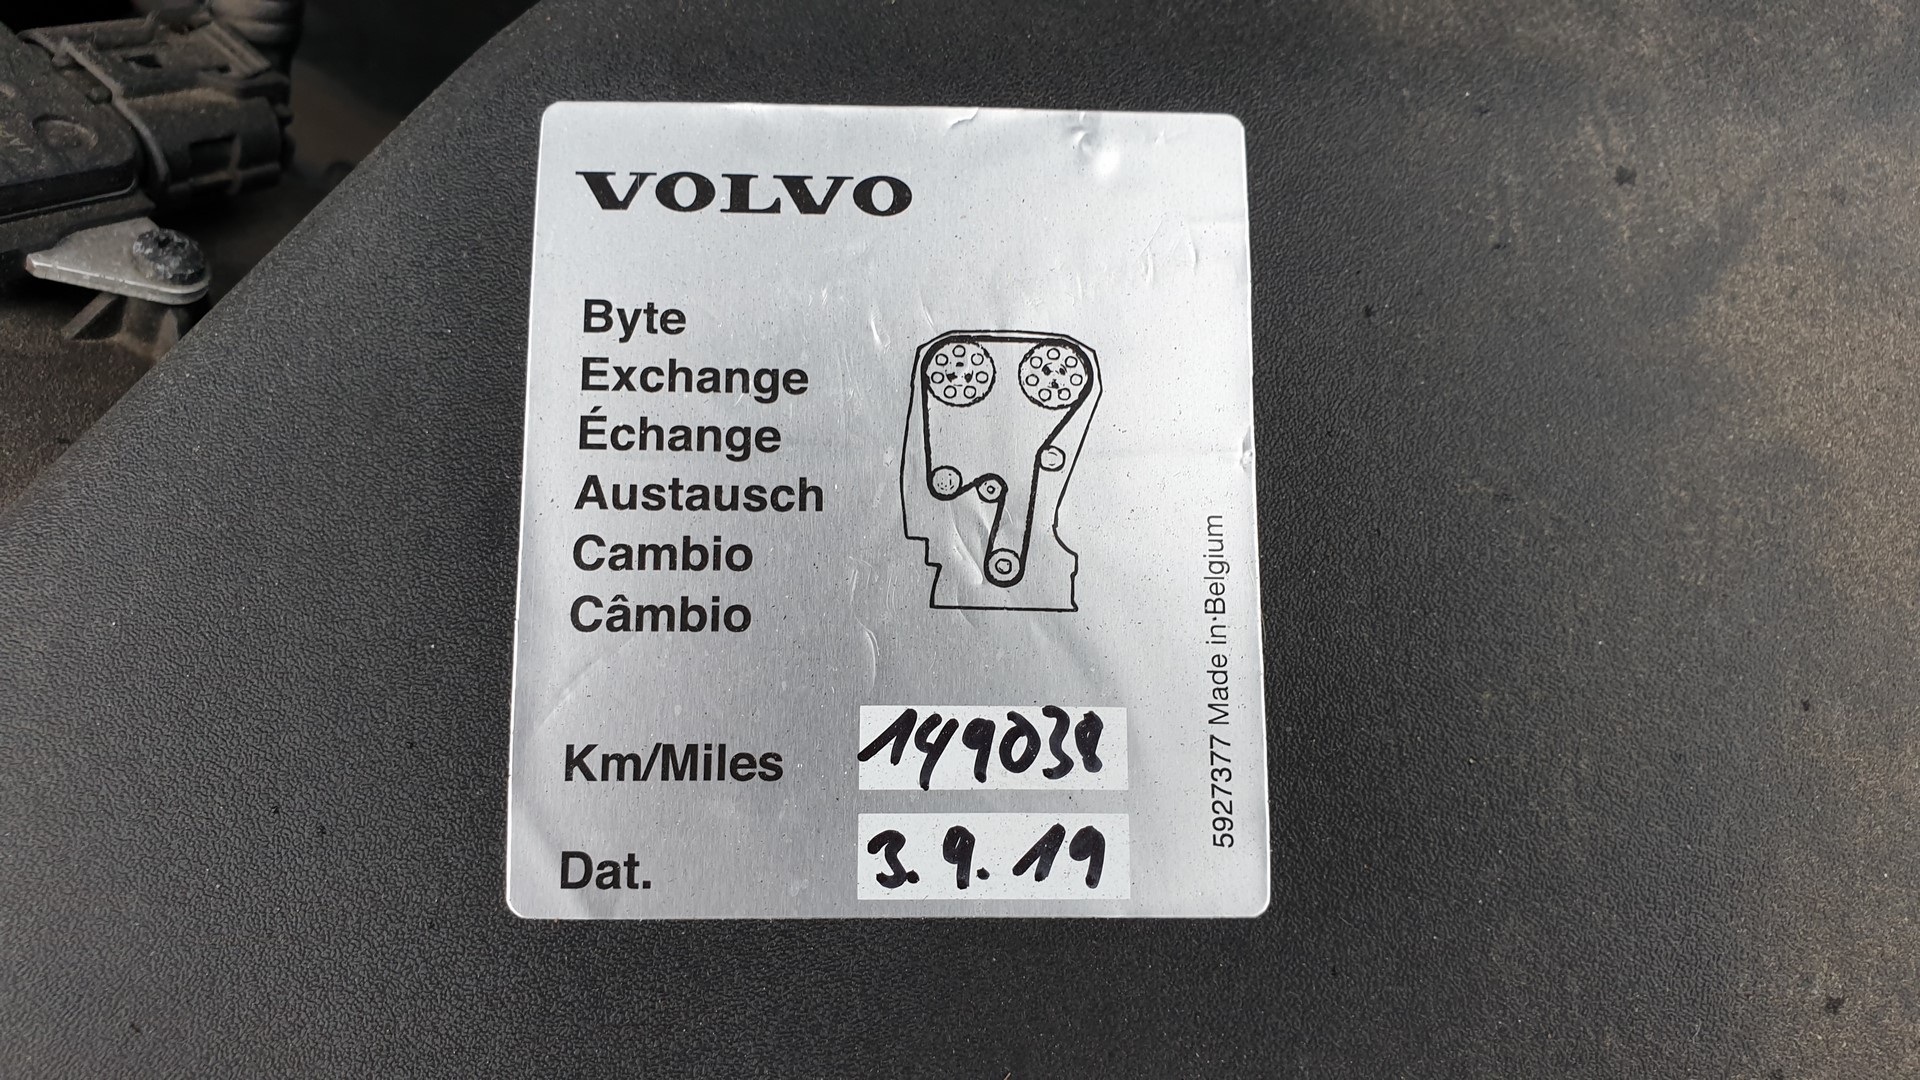 VOLVO
Byte
Exchange
Échange
Austausch
Cambio
Câmbio
Km/Miles 149038
Dat. 3.9.19
5927377 Made in Belgium